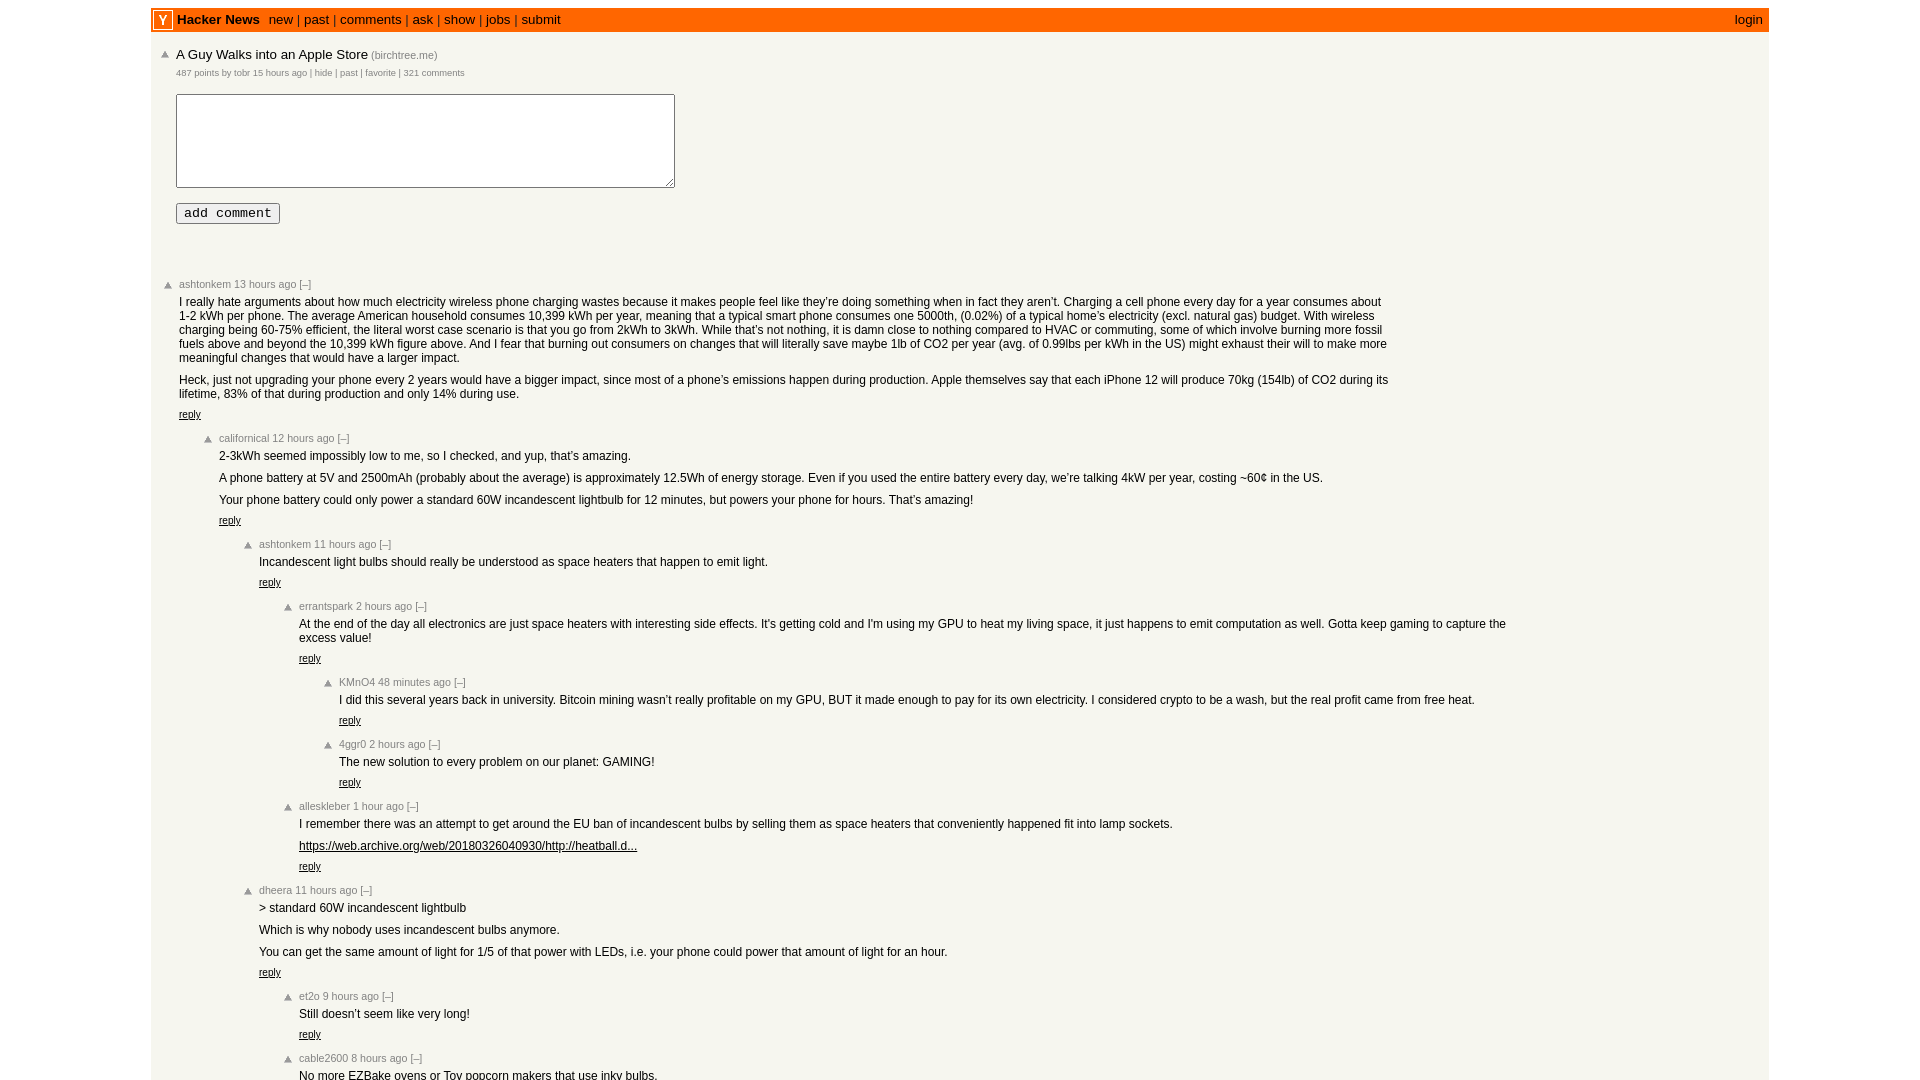 Y Hacker News new | past | comments | ask | show | jobs | submit login
A Guy Walks into an Apple Store (birchtree.me)
487 points by tobr 15 hours ago | hide | past | favorite | 321 comments
add comment
ashtonkem 13 hours ago [–]
I really hate arguments about how much electricity wireless phone charging wastes because it makes people feel like they’re doing something when in fact they aren’t. Charging a cell phone every day for a year consumes about
1-2 kWh per phone. The average American household consumes 10,399 kWh per year, meaning that a typical smart phone consumes one 5000th, (0.02%) of a typical home’s electricity (excl. natural gas) budget. With wireless
charging being 60-75% efficient, the literal worst case scenario is that you go from 2kWh to 3kWh. While that’s not nothing, it is damn close to nothing compared to HVAC or commuting, some of which involve burning more fossil
fuels above and beyond the 10,399 kWh figure above. And I fear that burning out consumers on changes that will literally save maybe 1lb of CO2 per year (avg. of 0.99lbs per kWh in the US) might exhaust their will to make more
meaningful changes that would have a larger impact.
Heck, just not upgrading your phone every 2 years would have a bigger impact, since most of a phone’s emissions happen during production. Apple themselves say that each iPhone 12 will produce 70kg (154lb) of CO2 during its
lifetime, 83% of that during production and only 14% during use.
reply
californical 12 hours ago [–]
2-3kWh seemed impossibly low to me, so I checked, and yup, that’s amazing.
A phone battery at 5V and 2500mAh (probably about the average) is approximately 12.5Wh of energy storage. Even if you used the entire battery every day, we’re talking 4kW per year, costing ~60¢ in the US.
Your phone battery could only power a standard 60W incandescent lightbulb for 12 minutes, but powers your phone for hours. That’s amazing!
reply
ashtonkem 11 hours ago [–]
Incandescent light bulbs should really be understood as space heaters that happen to emit light.
reply
errantspark 2 hours ago [–]
At the end of the day all electronics are just space heaters with interesting side effects. It's getting cold and I'm using my GPU to heat my living space, it just happens to emit computation as well. Gotta keep gaming to capture the
excess value!
reply
KMnO4 48 minutes ago [–]
I did this several years back in university. Bitcoin mining wasn’t really profitable on my GPU, BUT it made enough to pay for its own electricity. I considered crypto to be a wash, but the real profit came from free heat.
reply
4ggr0 2 hours ago [–]
The new solution to every problem on our planet: GAMING!
reply
alleskleber 1 hour ago [–]
I remember there was an attempt to get around the EU ban of incandescent bulbs by selling them as space heaters that conveniently happened fit into lamp sockets.
https://web.archive.org/web/20180326040930/http://heatball.d...
reply
dheera 11 hours ago [–]
> standard 60W incandescent lightbulb
Which is why nobody uses incandescent bulbs anymore.
You can get the same amount of light for 1/5 of that power with LEDs, i.e. your phone could power that amount of light for an hour.
reply
et2o 9 hours ago [–]
Still doesn’t seem like very long!
reply
cable2600 8 hours ago [–]
No more EZBake ovens or Toy popcorn makers that use inky bulbs.